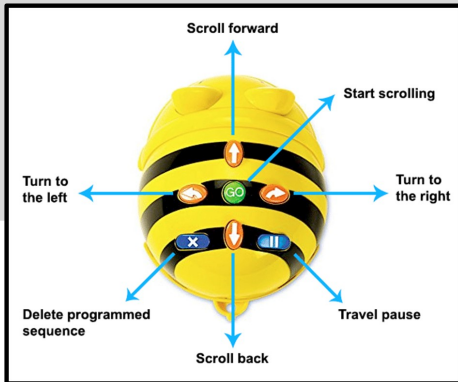 Scroll forward
Start scrolling
Turn to
the left
GO
Turn to
the right
X
Delete programmed
sequence
Travel pause
Scroll back